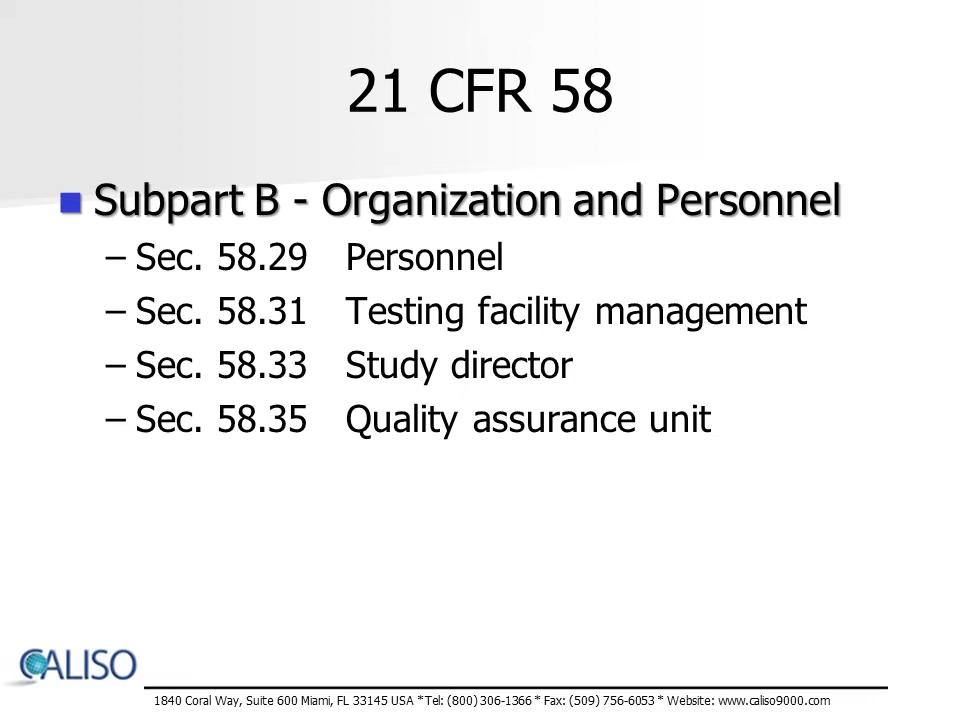 21 CFR 58
Subpart B - Organization and Personnel
– Sec. 58.29 Personnel
– Sec. 58.31 Testing facility management
– Sec. 58.33 Study director
– Sec. 58.35 Quality assurance unit
CALISO
1840 Coral Way, Suite 600 Miami, FL 33145 USA *Tel: (800) 306-1366 * Fax: (509) 756-6053 * Website: www.caliso9000.com